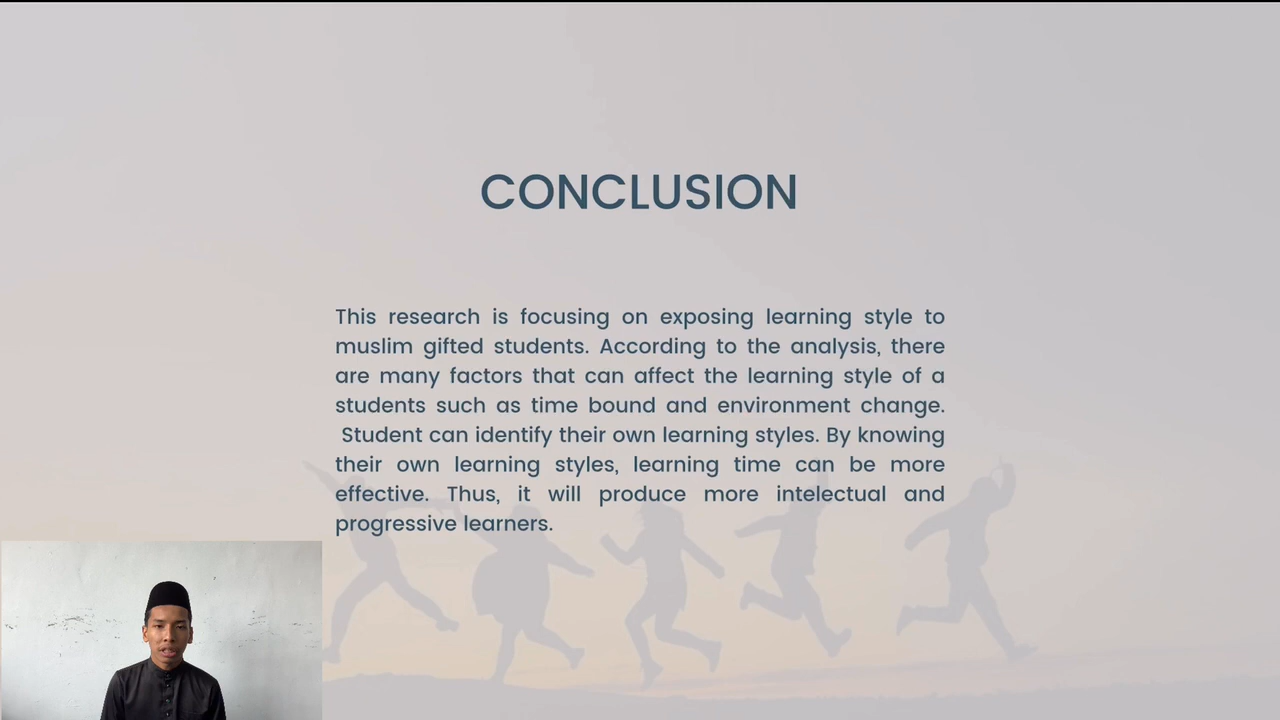 CONCLUSION
This research is focusing on exposing learning style to
muslim gifted students. According to the analysis, there
are many factors that can affect the learning style of a
students such as time bound and environment change.
Student can identify their own learning styles. By knowing
their own learning styles, learning time can be more
effective. Thus, it will produce more intelectual and
progressive learners.